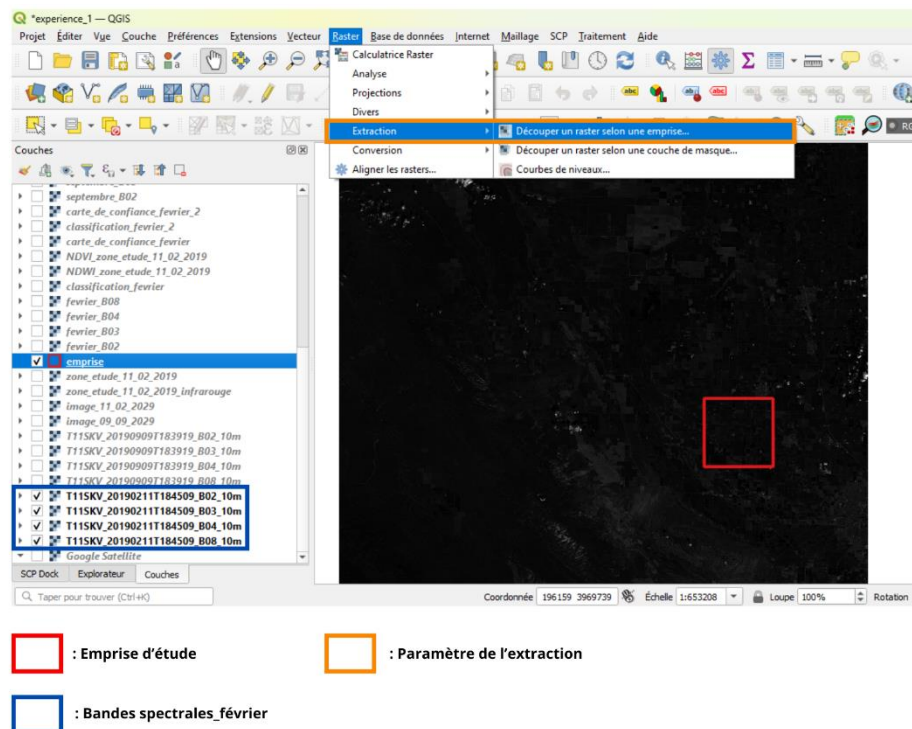 *experience_1 — QGIS
Projet Éditer Vue Couche Préférences Extensions Vecteur Raster Base de données Internet Maillage SCP Traitement Aide
Calculatrice Raster
Analyse
Projections
Divers
Extraction
Découper un raster selon une emprise...
Conversion
Découper un raster selon une couche de masque...
Aligner les rasters...
Courbes de niveaux...
Couches
septembre_B02
carte_de_confiance_fevrier_2
classification_fevrier_2
carte_de_confiance_fevrier
NDVI_zone_etude_11_02_2019
NDWI_zone_etude_11_02_2019
classification_fevrier
fevrier_B08
fevrier_B04
fevrier_B03
fevrier_B02
emprise
zone_etude_11_02_2019
zone_etude_11_02_2019_infrarouge
image_11_02_2029
image_09_09_2029
T11SKV_20190909T183919_B02_10m
T11SKV_20190909T183919_B03_10m
T11SKV_20190909T183919_B04_10m
T11SKV_20190909T183919_B08_10m
T11SKV_20190211T184509_B02_10m
T11SKV_20190211T184509_B03_10m
T11SKV_20190211T184509_B04_10m
T11SKV_20190211T184509_B08_10m
Google Satellite
SCP Dock Explorateur Couches
Taper pour trouver (Ctrl+K)
Coordonnée 196159 3969739 Échelle 1:653208 Loupe 100% Rotation
: Emprise d'étude
: Paramètre de l'extraction
: Bandes spectrales_février